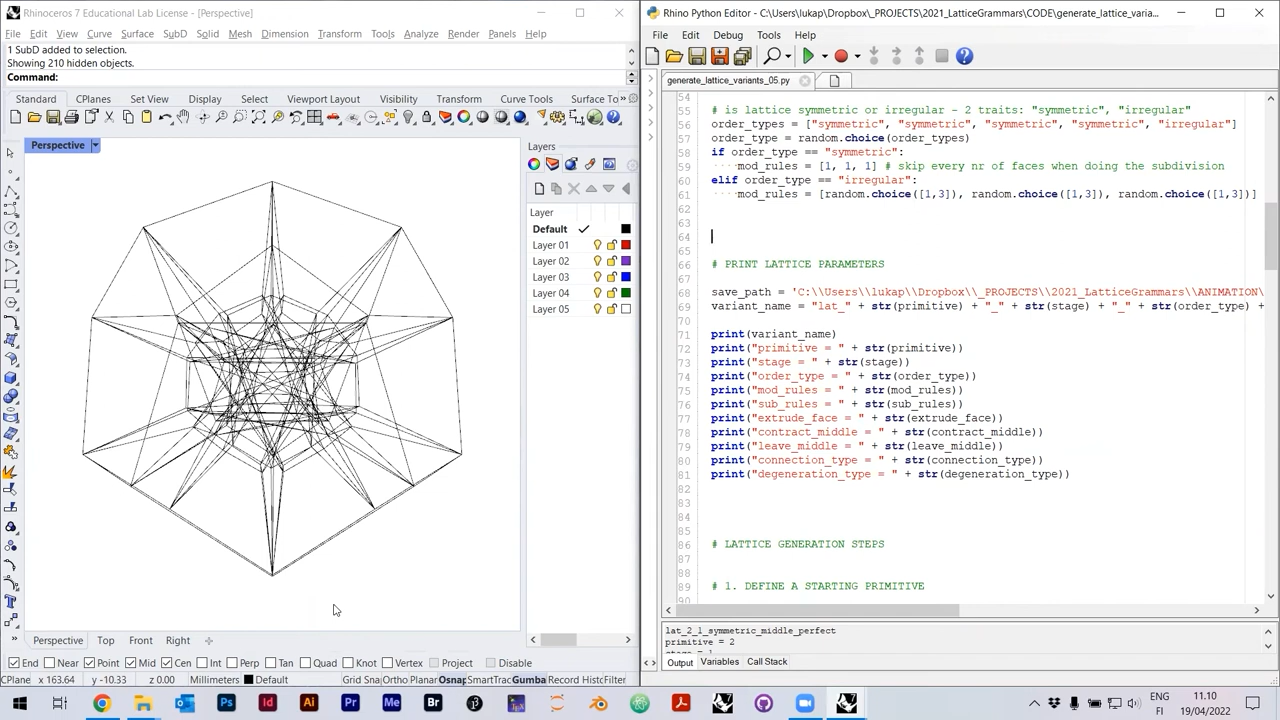 Rhinoceros 7 Educational Lab License - [Perspective]
File Edit View Curve Surface SubD Solid Mesh Dimension Transform Tools Analyze Render Panels Help
1 SubD added to selection.
Showing 210 hidden objects.
Command:
Standard CPlanes Set View Display Select Viewport Layout Visibility Transform Curve Tools Surface To
Perspective
Layers
Layer
Default
Layer 01
Layer 02
Layer 03
Layer 04
Layer 05
Perspective Top Front Right
End Near Point Mid Cen Int Perp Tan Quad Knot Vertex Project Disable
CPlane x 163.64 y -10.33 z 0.00 Millimeters Default Grid Sn Ortho Planar Osnap SmartTrac Gumba Record Hist Filter
Rhino Python Editor - C:\Users\lukap\Dropbox\_PROJECTS\2021_LatticeGrammars\CODE\generate_lattice_varia...
File Edit Debug Tools Help
generate_lattice_variants_05.py
54
55 # is lattice symmetric or irregular - 2 traits: "symmetric", "irregular"
56 order_types = ["symmetric", "symmetric", "symmetric", "symmetric", "irregular"]
57 order_type = random.choice(order_types)
58 if order_type == "symmetric":
59 mod_rules = [1, 1, 1] # skip every nr of faces when doing the subdivision
60 elif order_type == "irregular":
61 mod_rules = [random.choice([1,3]), random.choice([1,3]), random.choice([1,3])]
62
63
64
65
66 # PRINT LATTICE PARAMETERS
67
68 save_path = 'C:\\Users\\lukap\\Dropbox\\_PROJECTS\\2021_LatticeGrammars\\ANIMATION\
69 variant_name = "lat_" + str(primitive) + "_" + str(stage) + "_" + str(order_type) +
70
71 print(variant_name)
72 print("primitive = " + str(primitive))
73 print("stage = " + str(stage))
74 print("order_type = " + str(order_type))
75 print("mod_rules = " + str(mod_rules))
76 print("sub_rules = " + str(sub_rules))
77 print("extrude_face = " + str(extrude_face))
78 print("contract_middle = " + str(contract_middle))
79 print("leave_middle = " + str(leave_middle))
80 print("connection_type = " + str(connection_type))
81 print("degeneration_type = " + str(degeneration_type))
82
83
84
85
86 # LATTICE GENERATION STEPS
87
88
89 # 1. DEFINE A STARTING PRIMITIVE
90
lat_2_1_symmetric_middle_perfect
primitive = 2
Output Variables Call Stack
Ps Id Ai Pr Me Br
ENG
FI
11.10
19/04/2022